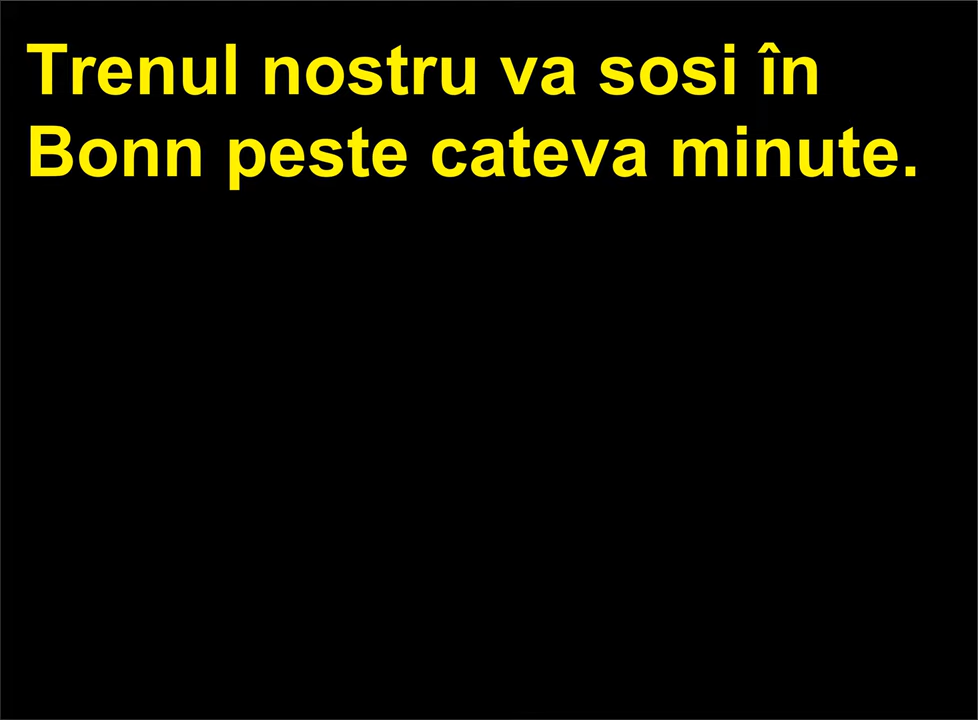 Trenul nostru va sosi în
Bonn peste cateva minute.